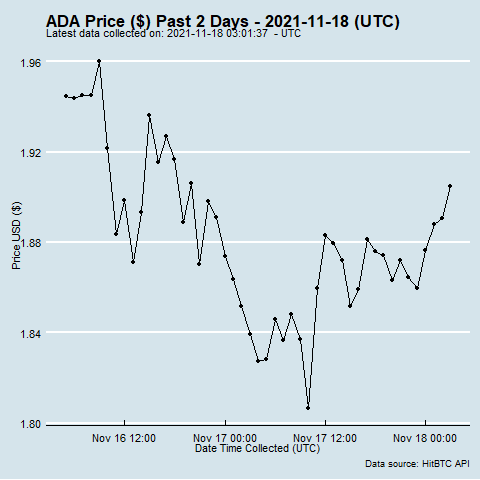 ADA Price ($) Past 2 Days - 2021-11-18 (UTC)
Latest data collected on: 2021-11-18 03:01:37  - UTC
1.96
1.92
1.88
1.84
1.80
Price USD ($)
Nov 16 12:00
Nov 17 00:00
Nov 17 12:00
Nov 18 00:00
Date Time Collected (UTC)
Data source: HitBTC API